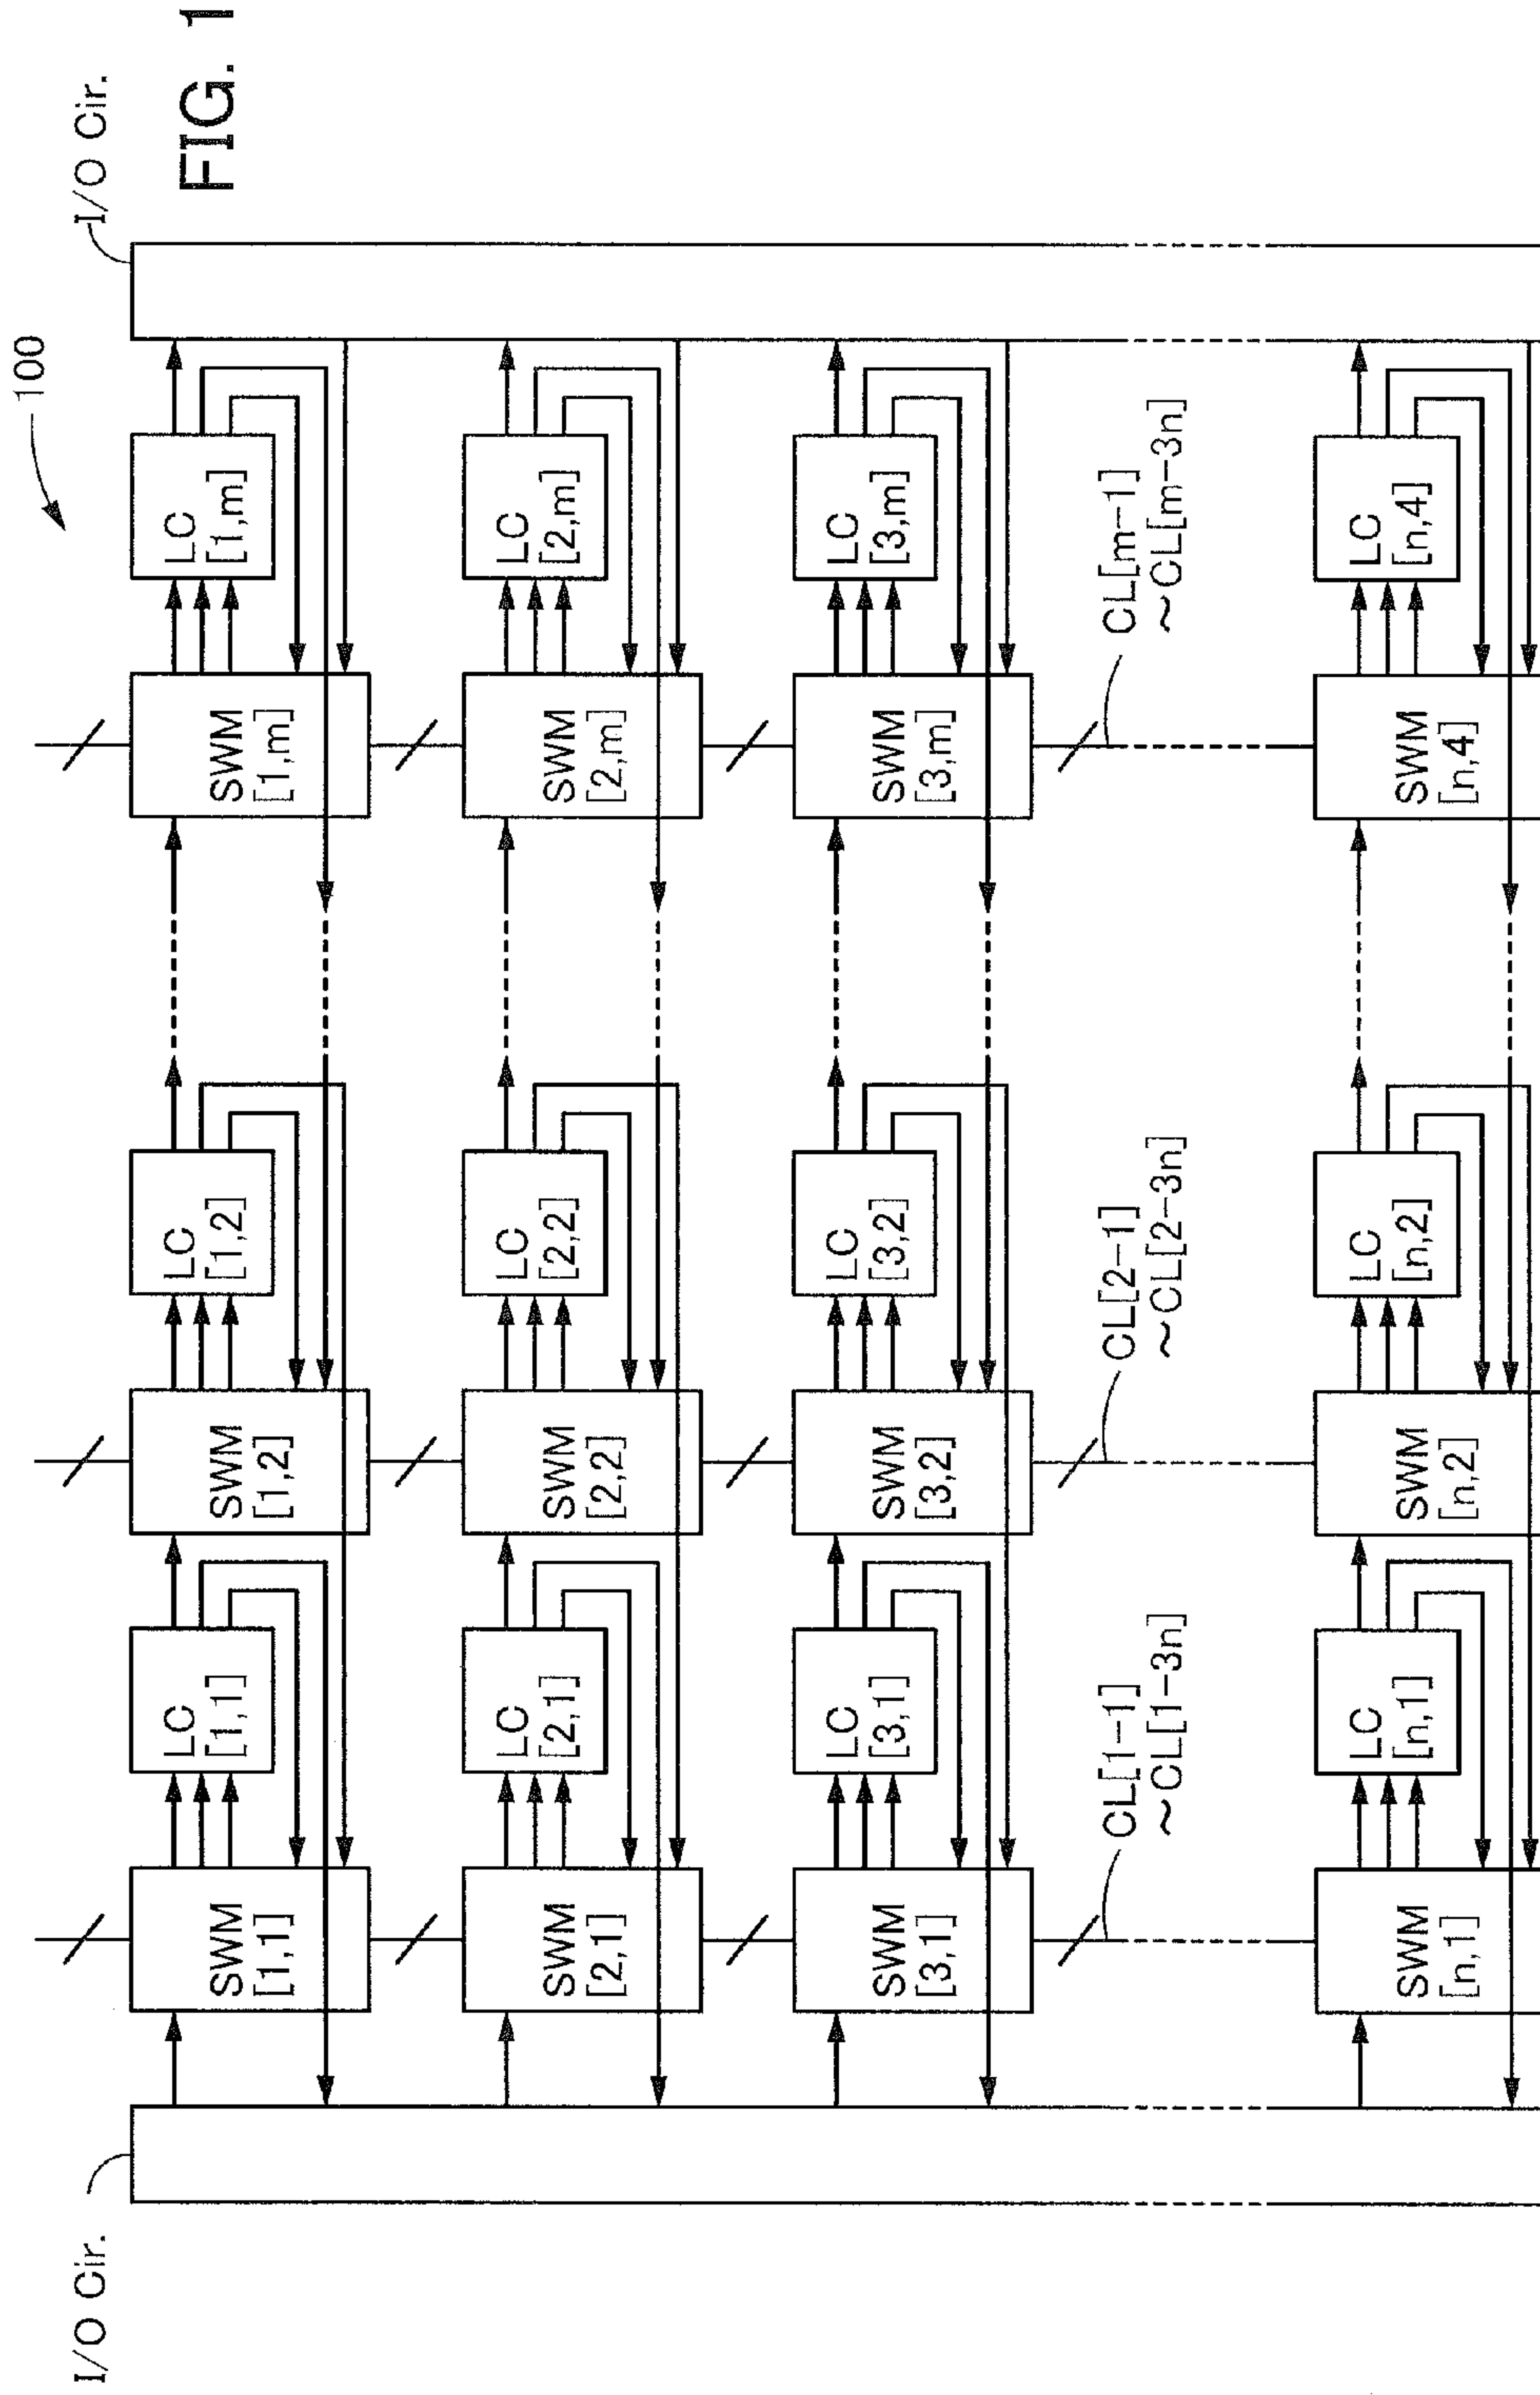 FIG. 1
100
I/O Cir.
I/O Cir.
SWM
[1,1]
LC
[1,1]
SWM
[1,2]
LC
[1,2]
SWM
[1,m]
LC
[1,m]
SWM
[2,1]
LC
[2,1]
SWM
[2,2]
LC
[2,2]
SWM
[2,m]
LC
[2,m]
SWM
[3,1]
LC
[3,1]
SWM
[3,2]
LC
[3,2]
SWM
[3,m]
LC
[3,m]
CL[1-1]
~CL[1-3n]
CL[2-1]
~CL[2-3n]
CL[m-1]
~CL[m-3n]
SWM
[n,1]
LC
[n,1]
SWM
[n,2]
LC
[n,2]
SWM
[n,4]
LC
[n,4]